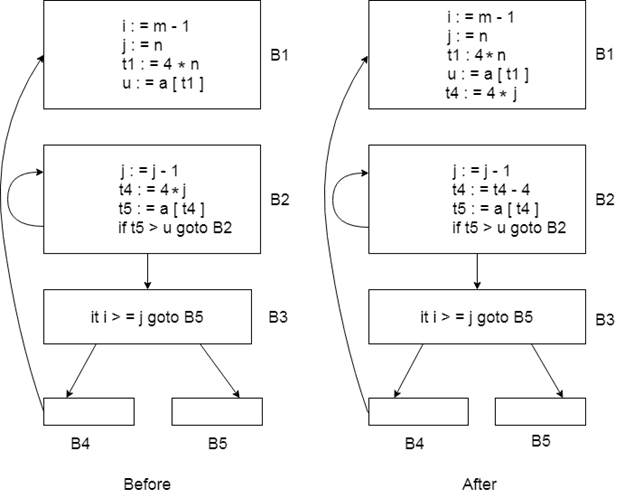 i : = m - 1
j : = n
t1 : = 4 * n
u : = a [ t1 ]
B1
j : = j - 1
t4 : = 4*j
t5 : = a [ t4 ]
if t5 > u goto B2
B2
it i > = j goto B5
B3
B4
B5
Before
i : = m - 1
j : = n
t1 : 4* n
u : = a [ t1 ]
t4 : = 4 * j
B1
j : = j - 1
t4 : = t4 - 4
t5 : = a [ t4 ]
if t5 > u goto B2
B2
it i > = j goto B5
B3
B4
B5
After